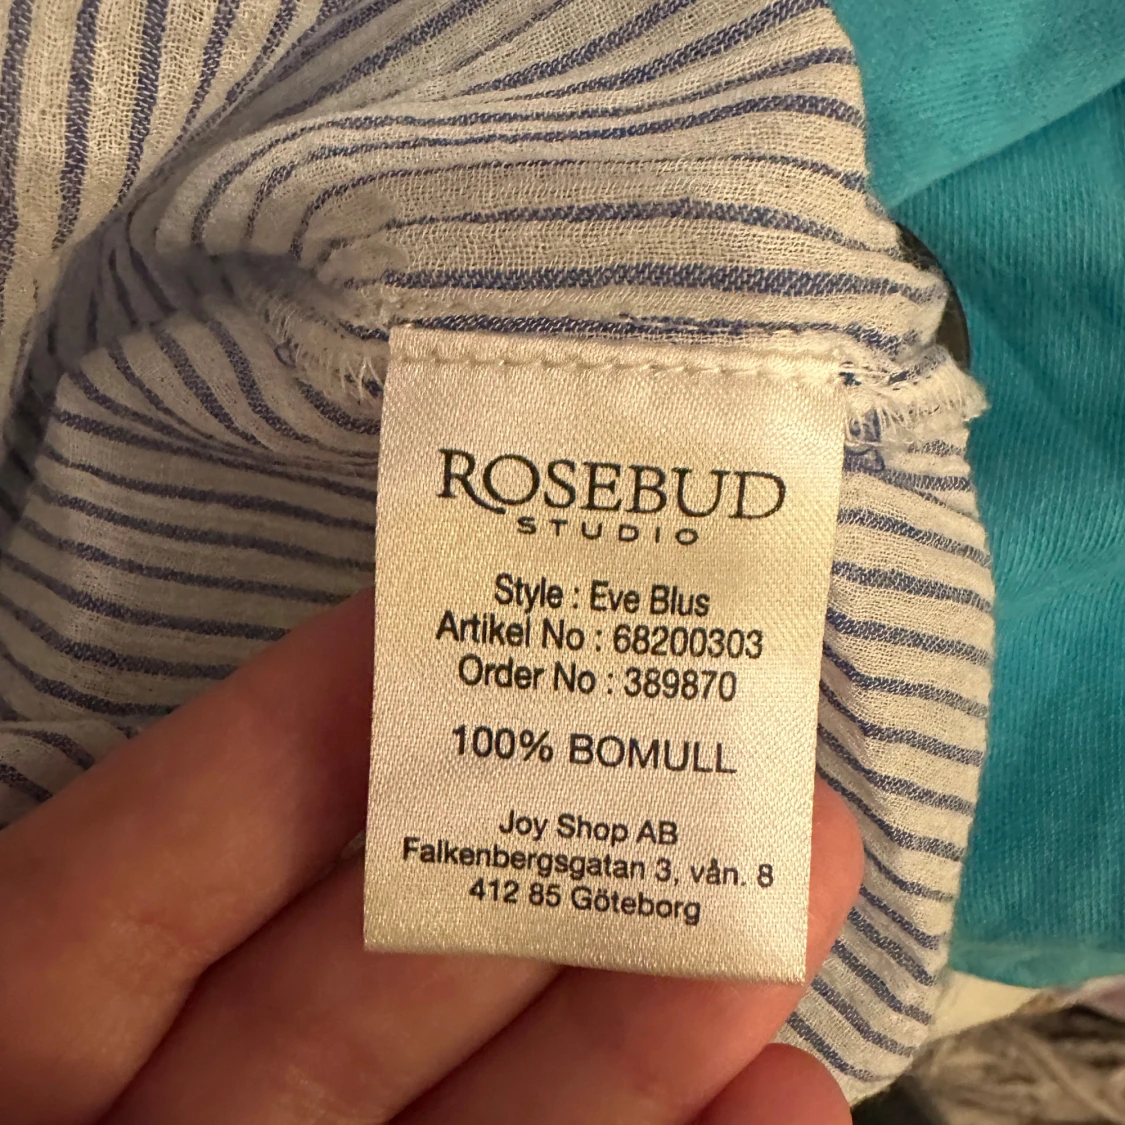 ROSEBUD
STUDIO
Style : Eve Blus
Artikel No : 68200303
Order No : 389870
100% BOMULL
Joy Shop AB
Falkenbergsgatan 3, vån. 8
412 85 Göteborg